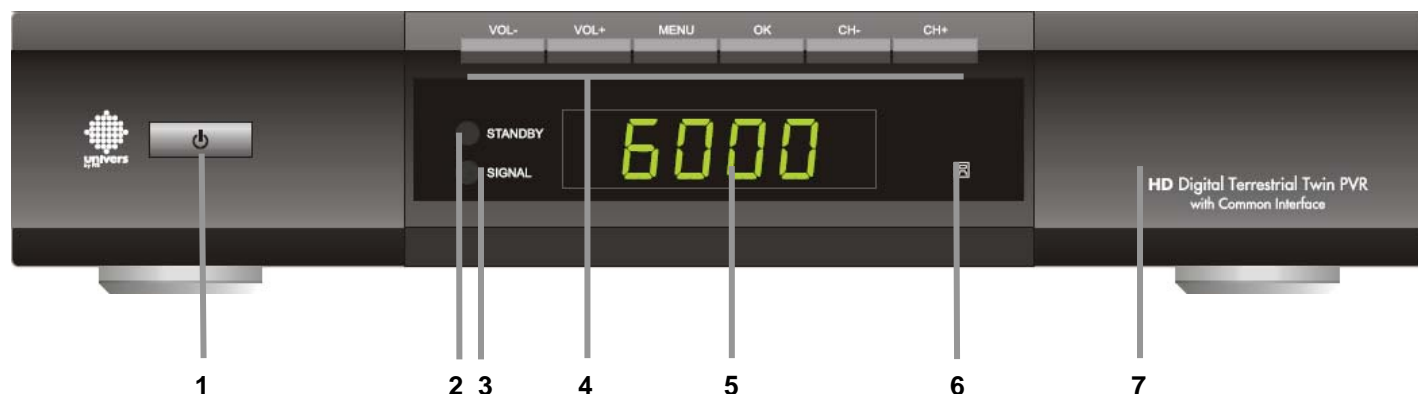 VOL- VOL+ MENU OK CH- CH+
STANDBY
6000
SIGNAL
univers
HD Digital Terrestrial Twin PVR
with Common Interface
1 2 3 4 5 6 7